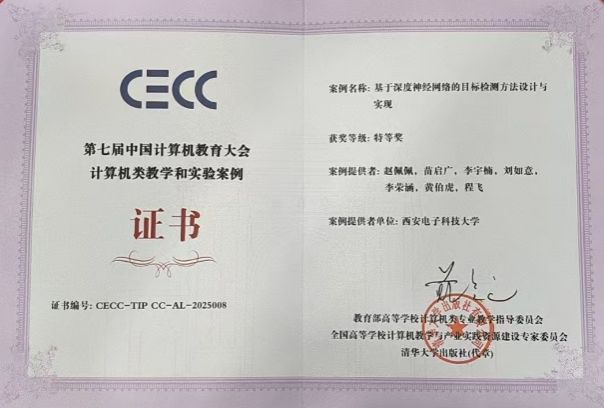 CECC
第七届中国计算机教育大会
计算机类教学和实验案例
证书
证书编号: CECC-TIP CC-AL-2025008
案例名称: 基于深度神经网络的目标检测方法设计与
实现
获奖等级: 特等奖
案例提供者: 赵佩佩, 苗启广, 李宇楠, 刘如意,
李荣涵, 黄伯虎, 程飞
案例提供者单位: 西安电子科技大学
教育部高等学校计算机类专业教学指导委员会
全国高等学校计算机教学与产业实践资源建设专家委员会
清华大学出版社(代章)